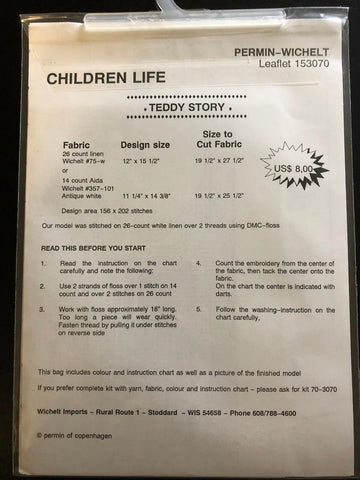 PERMIN-WICHELT
Leaflet 153070
CHILDREN LIFE
TEDDY STORY
Fabric Design size Size to Cut Fabric
26 count linen
Wichelt #75-w 12" x 15 1/2" 19 1/2" x 27 1/2"
or
14 count Aida
Wichelt #357-101
Antique white 11 1/4" x 14 3/8" 19 1/2" x 25 1/2"
US$ 8,00
Design area 156 x 202 stitches
Our model was stitched on 26-count white linen over 2 threads using DMC-floss
READ THIS BEFORE YOU START
1. Read the instruction on the chart
carefully and note the following:
2. Use 2 strands of floss over 1 stitch on 14
count and over 2 stitches on 26 count
3. Work with floss approximately 18" long.
Too long a piece will wear quickly.
Fasten thread by pulling it under stitches
on reverse side
4. Count the embroidery from the center of
the fabric, then tack the center onto the
fabric.
On the chart the center is indicated with
darts.
5. Follow the washing-instruction on the
chart carefully.
This bag includes colour and instruction chart as well as a picture of the finished model
If you prefer complete kit with yarn, fabric, colour and instruction chart - please ask for kit 70-3070
Wichelt Imports - Rural Route 1 - Stoddard - WIS 54658 - Phone 608/788-4600
© permin of copenhagen